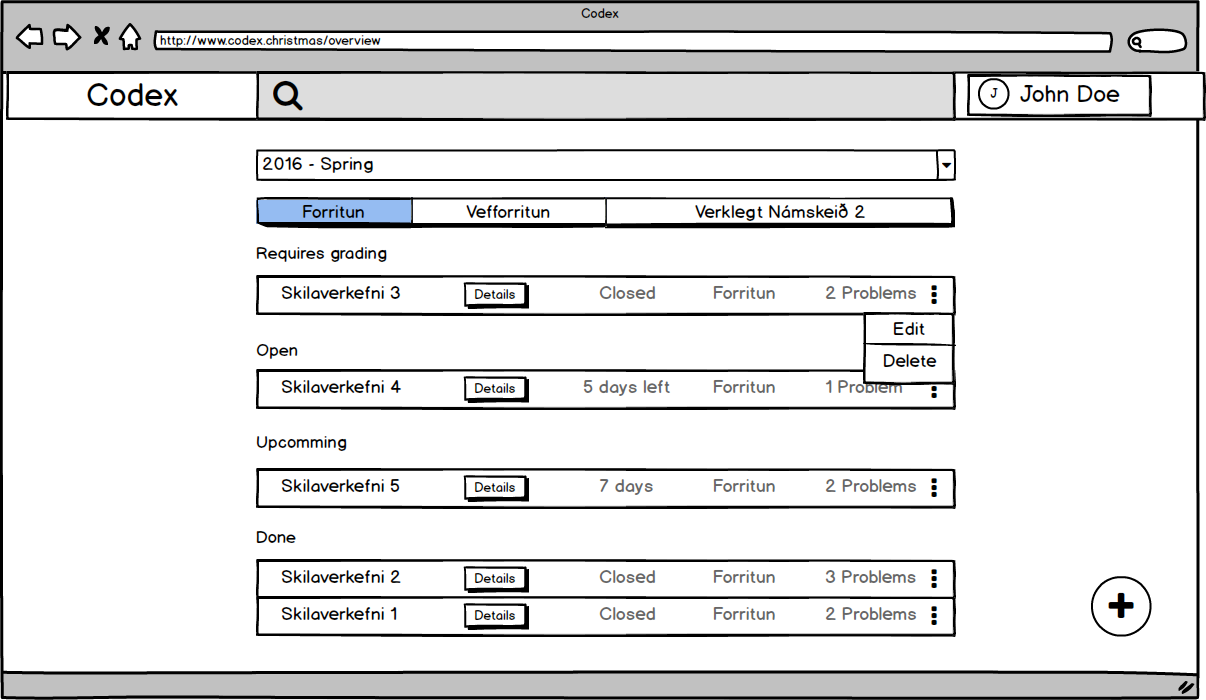 Codex
http://www.codex.christmas/overview
Codex
J John Doe
2016 - Spring
Forritun Vefforritun Verklegt Námskeið 2
Requires grading
Skilaverkefni 3 Details Closed Forritun 2 Problems
Edit
Open
Delete
Skilaverkefni 4 Details 5 days left Forritun 1 Problem
Upcomming
Skilaverkefni 5 Details 7 days Forritun 2 Problems
Done
Skilaverkefni 2 Details Closed Forritun 3 Problems
Skilaverkefni 1 Details Closed Forritun 2 Problems